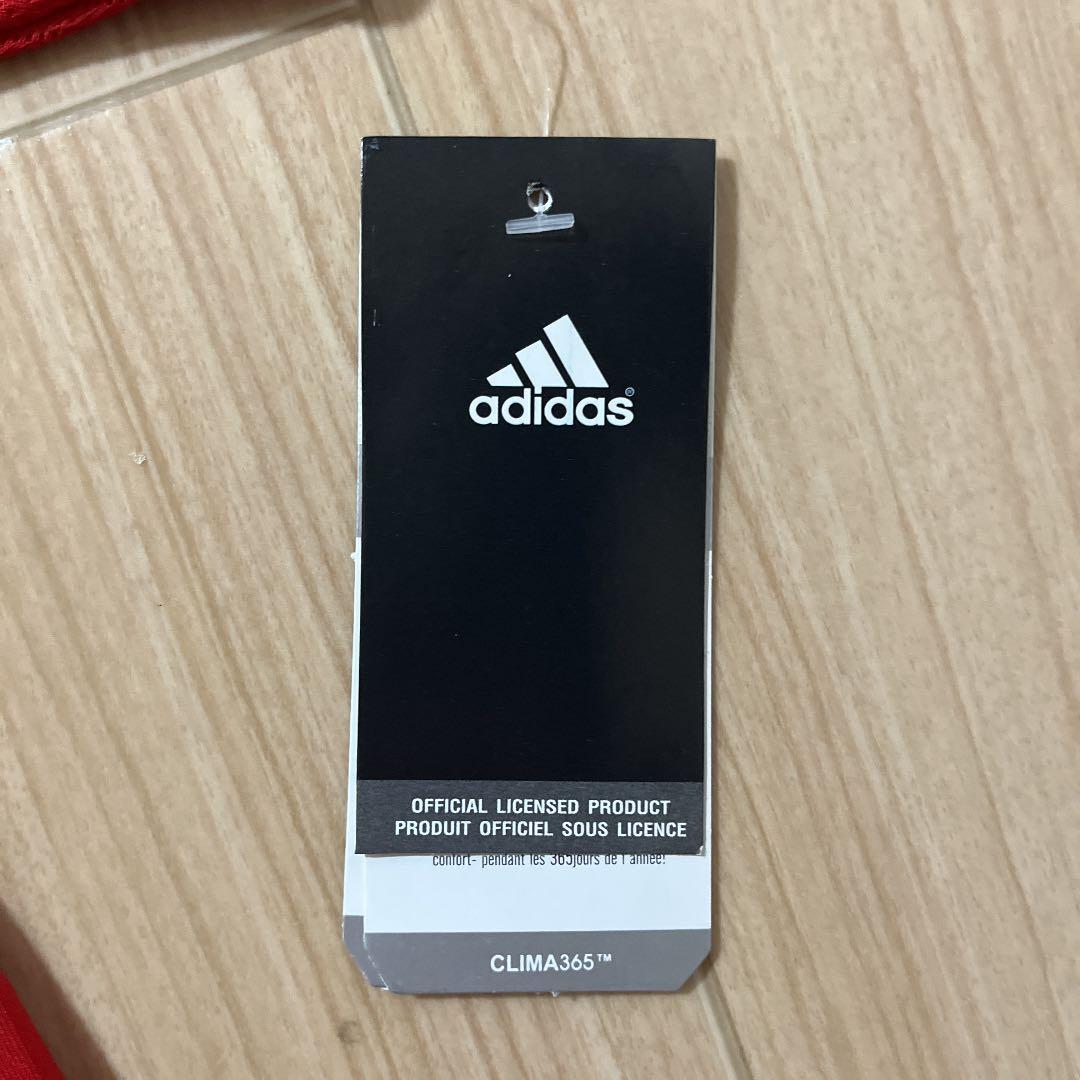 adidas®
OFFICIAL LICENSED PRODUCT
PRODUIT OFFICIEL SOUS LICENCE
confort- pendant les 365jours de l'année!
CLIMA365™